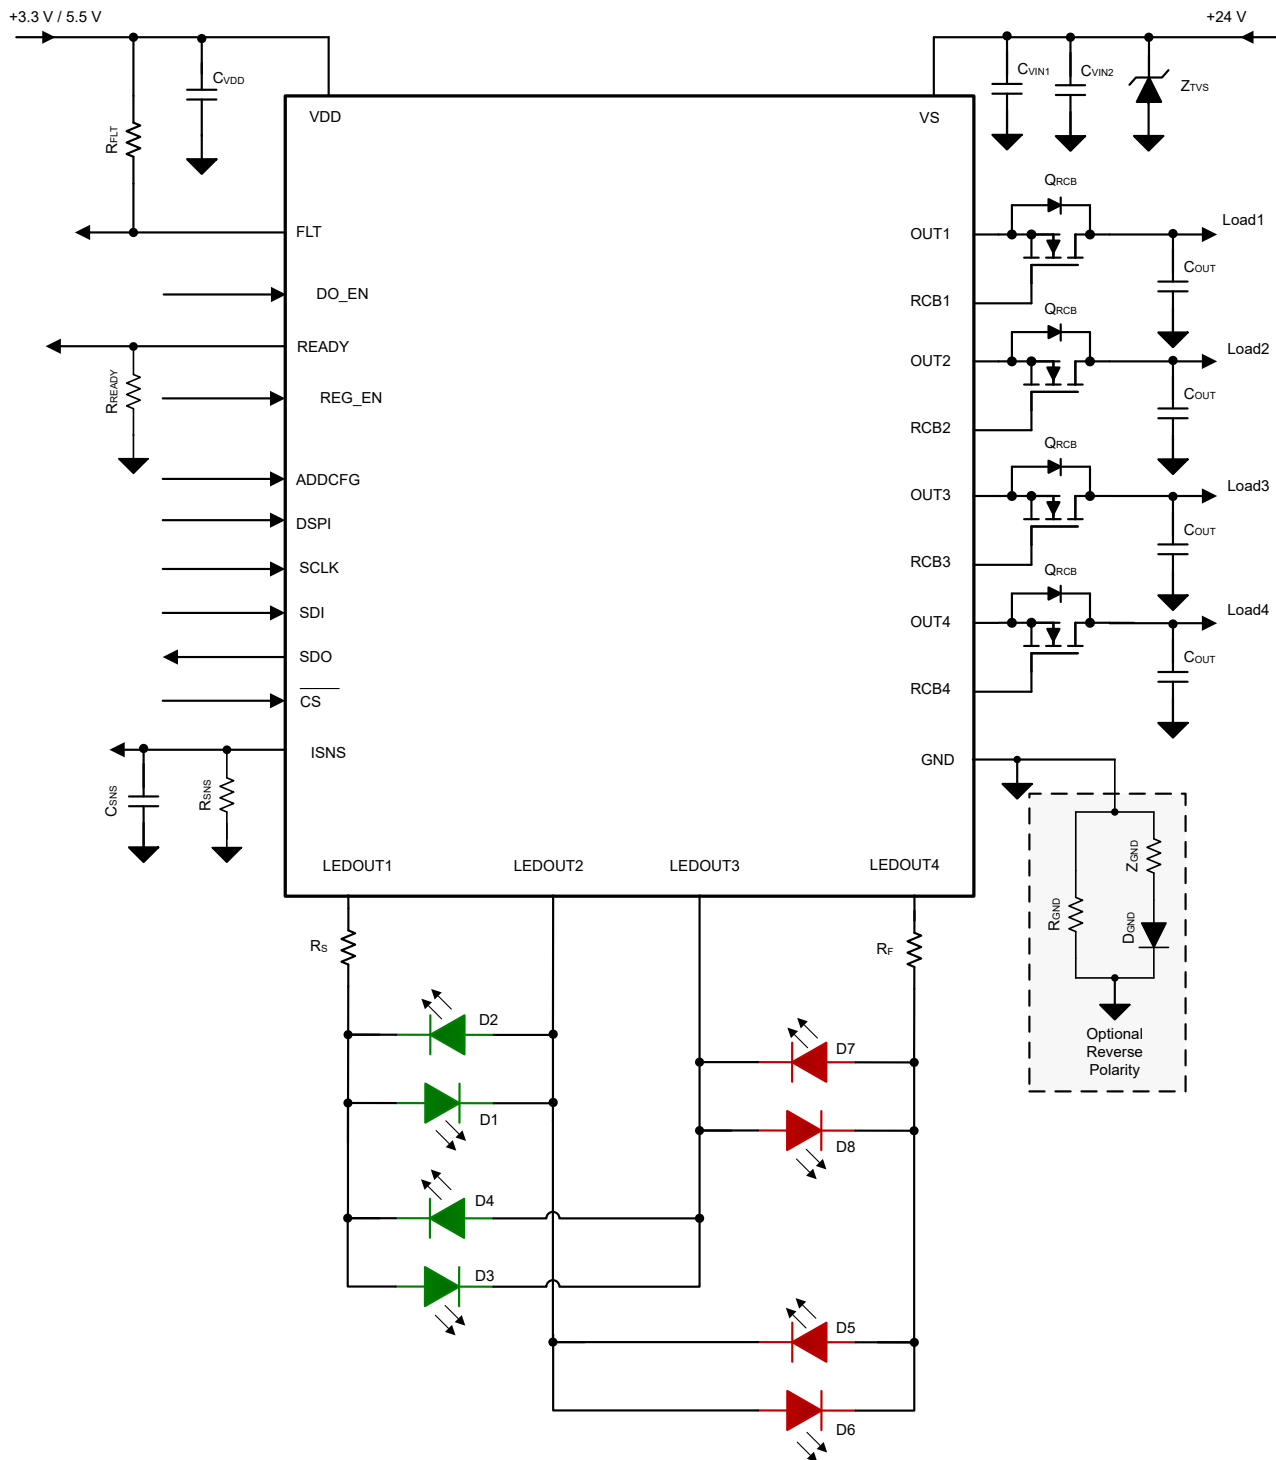 +3.3 V / 5.5 V
+24 V
CVDD
CVIN1
CVIN2
ZTVS
VDD
VS
RFLT
QRCB
FLT
OUT1
Load1
COUT
DO_EN
RCB1
QRCB
READY
OUT2
Load2
RREADY
COUT
REG_EN
RCB2
QRCB
ADDCFG
OUT3
Load3
DSPI
COUT
SCLK
RCB3
QRCB
SDI
OUT4
Load4
SDO
COUT
CS
RCB4
ISNS
GND
CSNS
RSNS
LEDOUT1
LEDOUT2
LEDOUT3
LEDOUT4
ZGND
RGND
DGND
RS
RF
D2
Optional
Reverse
Polarity
D7
D1
D8
D4
D3
D5
D6